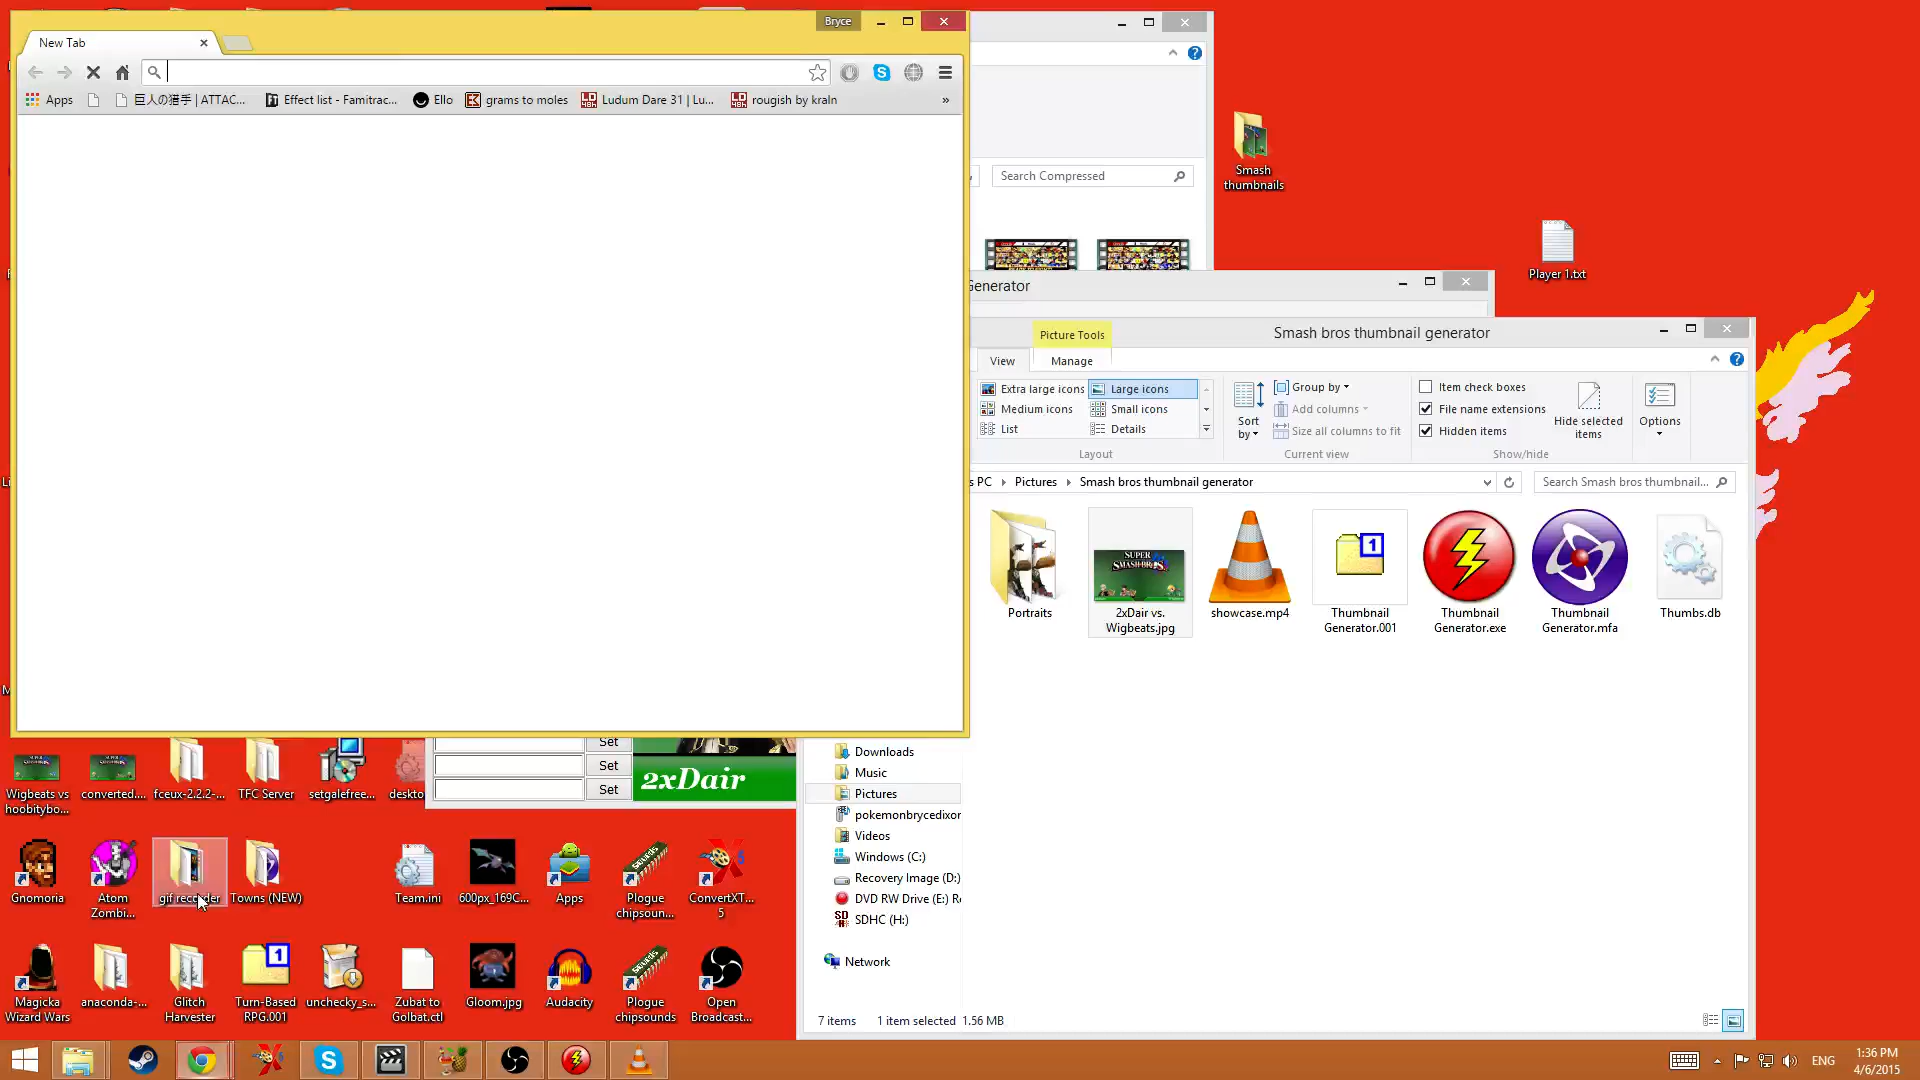 Bryce
New Tab
Apps
巨人の猎手 | ATTAC...
Effect list - Famitrac...
Ello
grams to moles
Ludum Dare 31 | Lu...
rougish by kraln
»
Search Compressed
Smash
thumbnails
Player 1.txt
Generator
Picture Tools
Smash bros thumbnail generator
View
Manage
Extra large icons
Large icons
Medium icons
Small icons
List
Details
Layout
Sort
by
Group by
Add columns
Size all columns to fit
Current view
Item check boxes
File name extensions
Hidden items
Hide selected
items
Show/hide
Options
s PC
Pictures
Smash bros thumbnail generator
Search Smash bros thumbnail...
Portraits
SUPER
SMASH BROS
2xDair vs.
Wigbeats.jpg
showcase.mp4
1
Thumbnail
Generator.001
Thumbnail
Generator.exe
Thumbnail
Generator.mfa
Thumbs.db
Set
Set
Set
2xDair
Downloads
Music
Pictures
pokemonbrycedixor
Videos
Windows (C:)
Recovery Image (D:)
DVD RW Drive (E:) R
SDHC (H:)
Network
7 items
1 item selected 1.56 MB
Wigbeats vs
hoobitybo...
converted....
fceux-2.2.2-...
TFC Server
setgalefree...
deskto
Gnomoria
Atom
Zombi...
gif recorder
Towns (NEW)
Team.ini
600px_169C...
Apps
Plogue
chipsoun...
ConvertXT...
5
Magicka
Wizard Wars
anaconda-...
Glitch
Harvester
1
Turn-Based
RPG.001
unchecky_s...
Zubat to
Golbat.ctl
Gloom.jpg
Audacity
Plogue
chipsounds
Open
Broadcast...
ENG
1:36 PM
4/6/2015